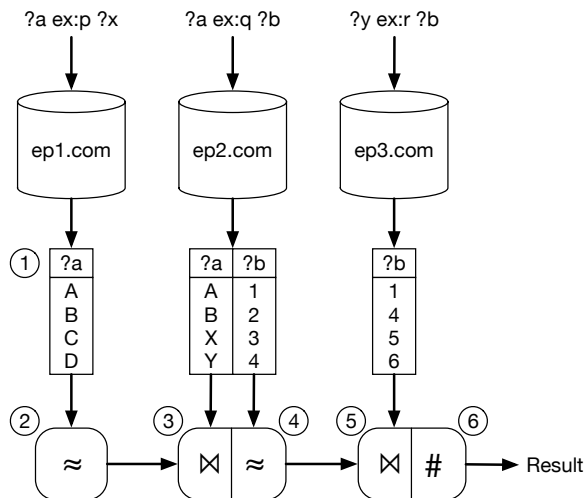 ?a ex:p ?x ?a ex:q ?b ?y ex:r ?b
ep1.com ep2.com ep3.com
1 ?a ?a ?b ?b
A A 1 1
B B 2 4
C X 3 5
D Y 4 6
2 3 4 5 6
≈ ⋈ ≈ ⋈ # Result